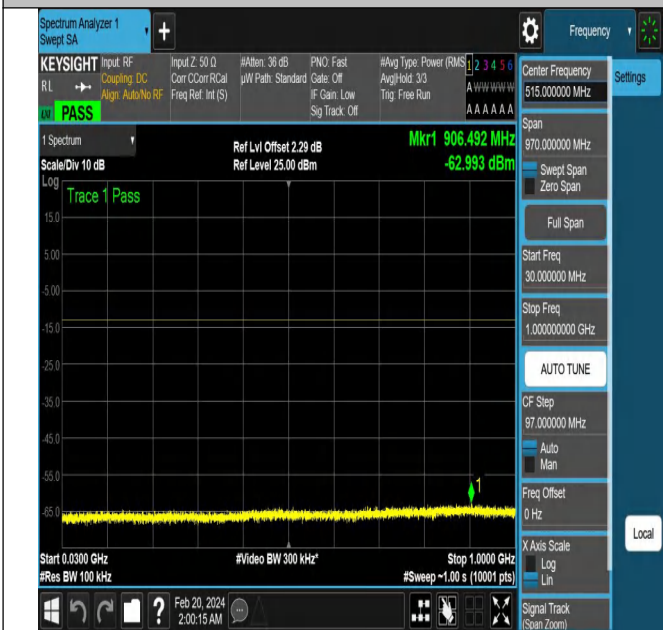 Spectrum Analyzer 1
Swept SA
Frequency
KEYSIGHT
RL
LNI PASS
Input: RF
Coupling: DC
Align: Auto/No RF
Input Z: 50 Ω
Corr CCorr RCal
Freq Ref: Int (S)
#Atten: 36 dB
µW Path: Standard
PNO: Fast
Gate: Off
IF Gain: Low
Sig Track: Off
#Avg Type: Power (RMS
Avg|Hold: 3/3
Trig: Free Run
1 2 3 4 5 6
A W W W W W
A A A A A A
1 Spectrum
Scale/Div 10 dB
Ref Lvl Offset 2.29 dB
Ref Level 25.00 dBm
Mkr1 906.492 MHz
-62.993 dBm
Log
Trace 1 Pass
15.0
5.00
-5.00
-15.0
-25.0
-35.0
-45.0
-55.0
-65.0
1
Start 0.0300 GHz
#Res BW 100 kHz
#Video BW 300 kHz*
Stop 1.0000 GHz
#Sweep ~1.00 s (10001 pts)
Feb 20, 2024
2:00:15 AM
Center Frequency
515.000000 MHz
Settings
Span
970.000000 MHz
Swept Span
Zero Span
Full Span
Start Freq
30.000000 MHz
Stop Freq
1.000000000 GHz
AUTO TUNE
CF Step
97.000000 MHz
Auto
Man
Freq Offset
0 Hz
X Axis Scale
Log
Lin
Local
Signal Track
(Span Zoom)